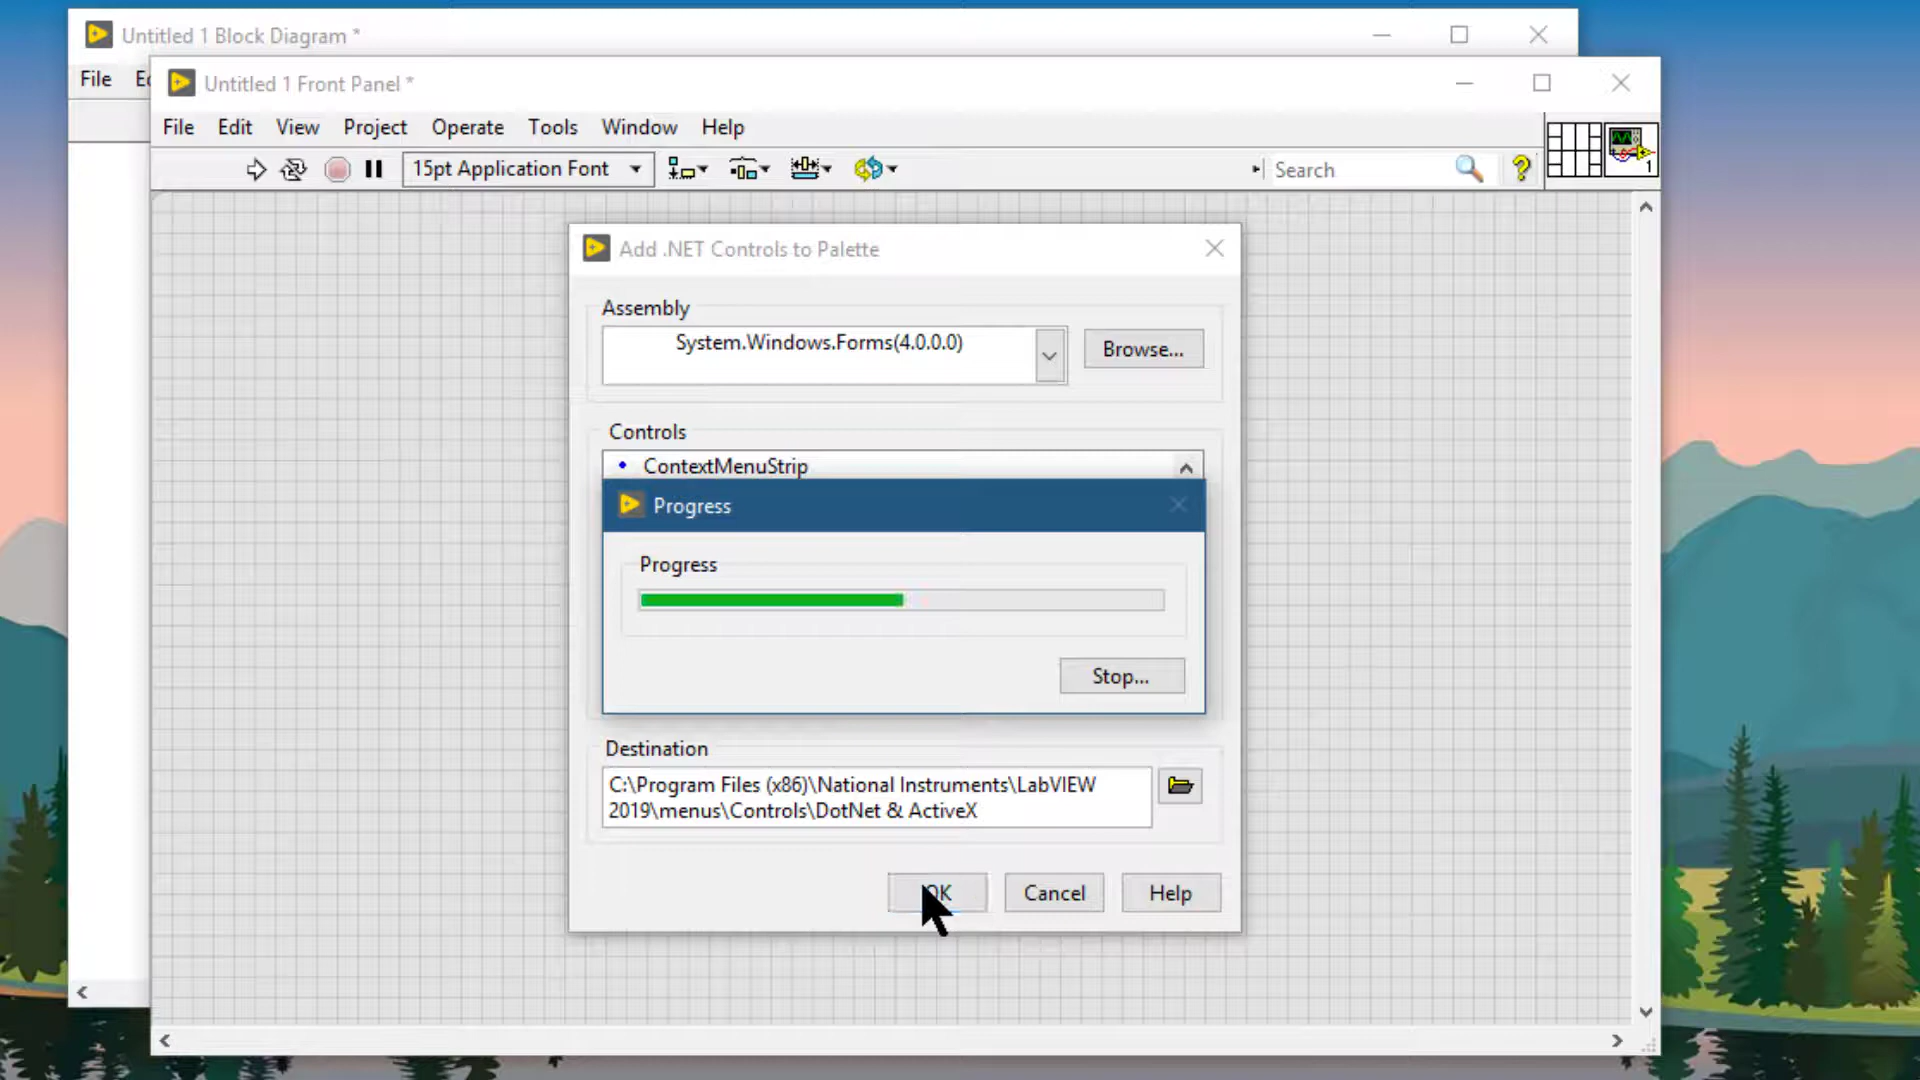 Untitled 1 Block Diagram *
File
Untitled 1 Front Panel *
File Edit View Project Operate Tools Window Help
15pt Application Font
Search
1
Add .NET Controls to Palette
Assembly
System.Windows.Forms(4.0.0.0)
Browse...
Controls
ContextMenuStrip
Progress
Progress
Stop...
Destination
C:\Program Files (x86)\National Instruments\LabVIEW
2019\menus\Controls\DotNet & ActiveX
OK Cancel Help